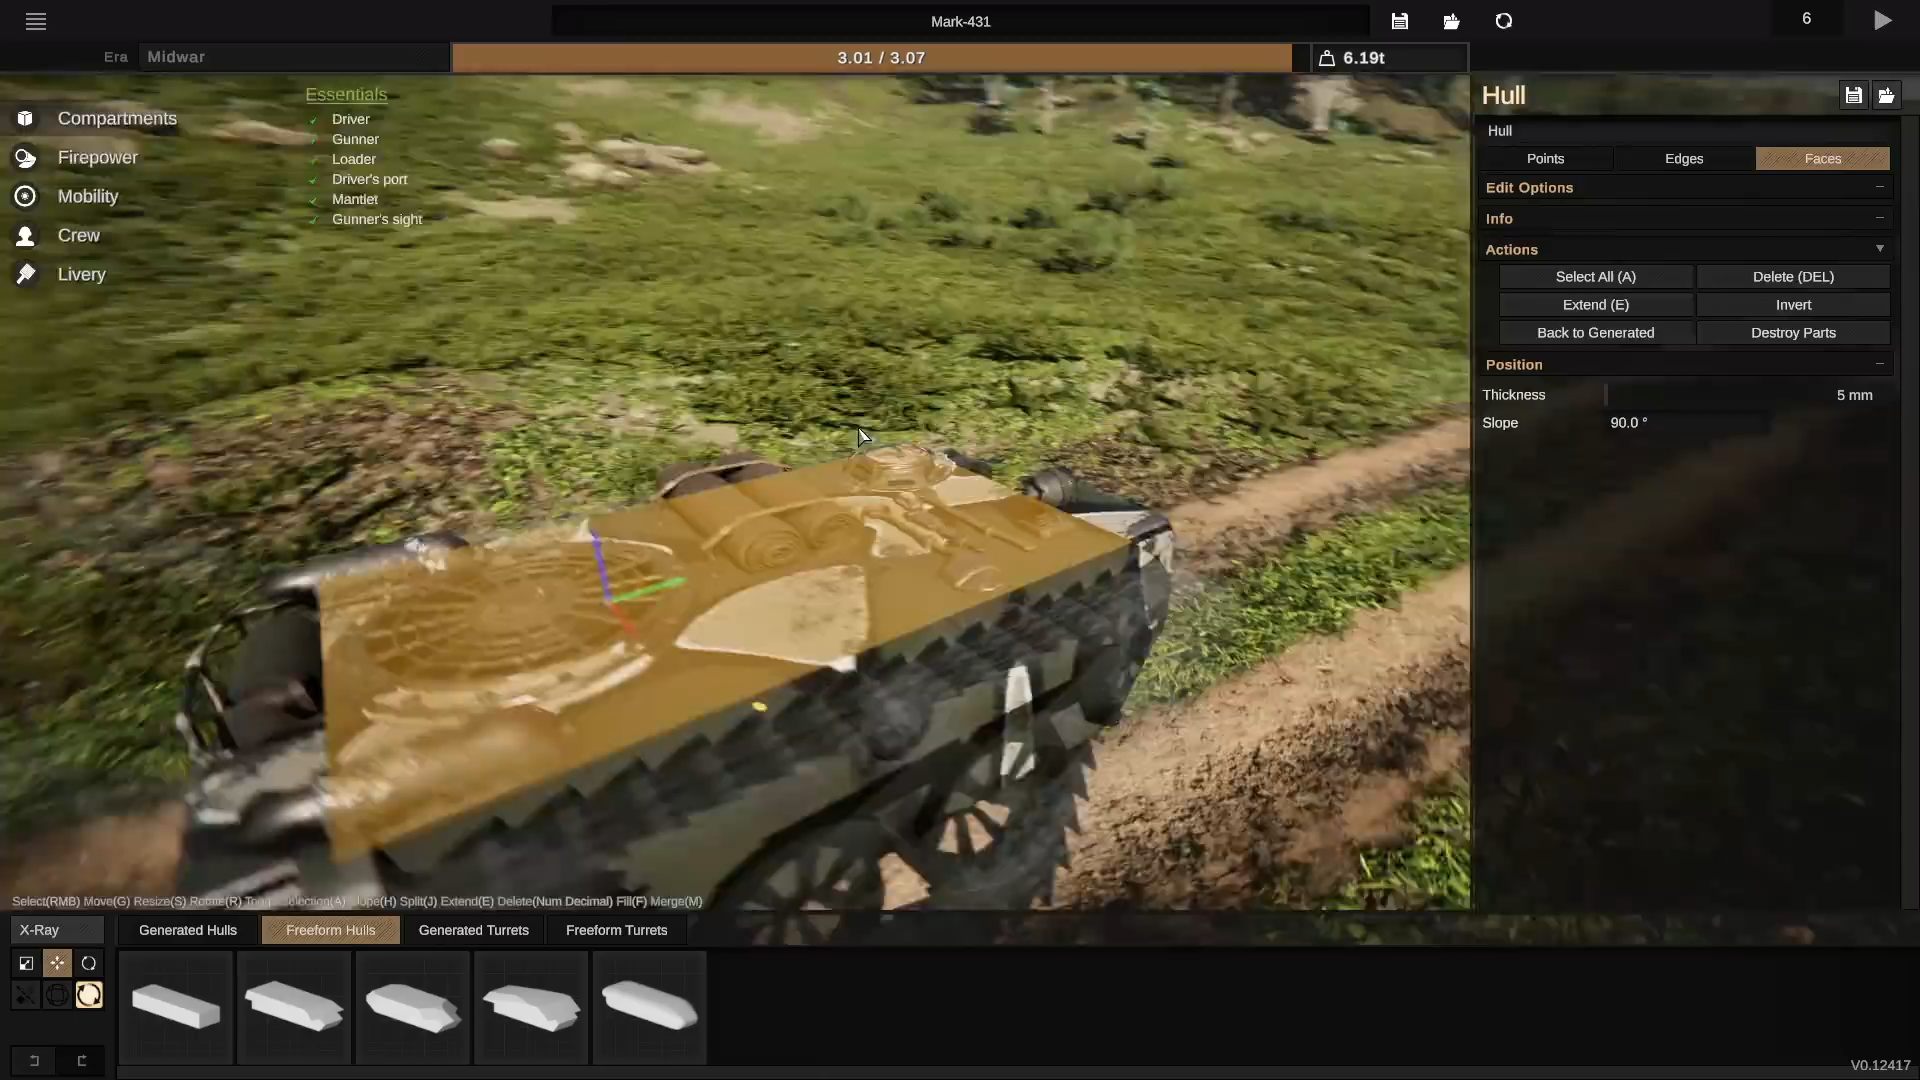 Mark-431
6
Era Midwar
3.01 / 3.07
6.19t
Compartments
Firepower
Mobility
Crew
Livery
Essentials
Driver
Gunner
Loader
Driver's port
Mantlet
Gunner's sight
Hull
Hull
Points Edges Faces
Edit Options
Info
Actions
Select All (A) Delete (DEL)
Extend (E) Invert
Back to Generated Destroy Parts
Position
Thickness 5 mm
Slope 90.0 °
Select(RMB) Move(G) Resize(S) Rotate(R) Split(J) Extend(E) Delete(Num Decimal) Fill(F) Merge(M)
X-Ray Generated Hulls Freeform Hulls Generated Turrets Freeform Turrets
V0.12417